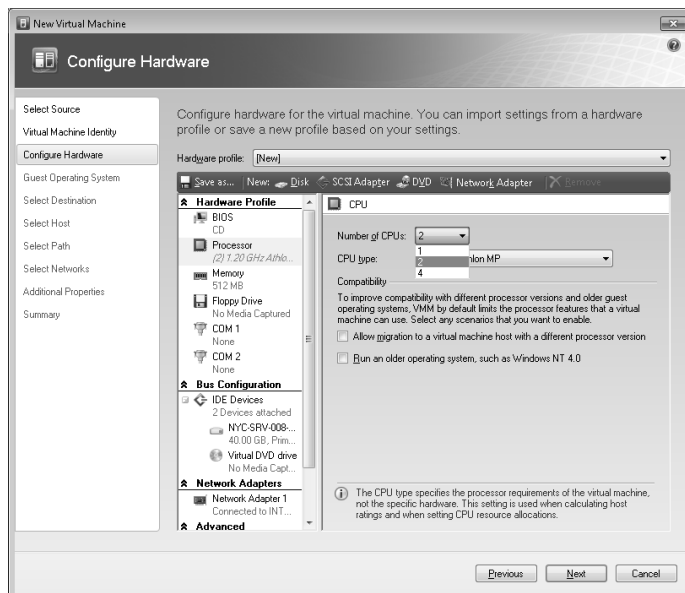 New Virtual Machine
Configure Hardware
Select Source
Virtual Machine Identity
Configure Hardware
Guest Operating System
Select Destination
Select Host
Select Path
Select Networks
Additional Properties
Summary
Configure hardware for the virtual machine. You can import settings from a hardware
profile or save a new profile based on your settings.
Hardware profile: [New]
Save as... New: Disk SCSI Adapter DVD Network Adapter Remove
Hardware Profile
BIOS
CD
Processor
(2) 1.20 GHz Athlo...
Memory
512 MB
Floppy Drive
No Media Captured
COM 1
None
COM 2
None
Bus Configuration
IDE Devices
2 Devices attached
NYC-SRV-008-...
40.00 GB, Prim...
Virtual DVD drive
No Media Capt...
Network Adapters
Network Adapter 1
Connected to INT...
Advanced
CPU
Number of CPUs: 2
1
2
4
CPU type: hlon MP
Compatibility
To improve compatibility with different processor versions and older guest
operating systems, VMM by default limits the processor features that a virtual
machine can use. Select any scenarios that you want to enable.
Allow migration to a virtual machine host with a different processor version
Run an older operating system, such as Windows NT 4.0
The CPU type specifies the processor requirements of the virtual machine,
not the specific hardware. This setting is used when calculating host
ratings and when setting CPU resource allocations.
Previous Next Cancel